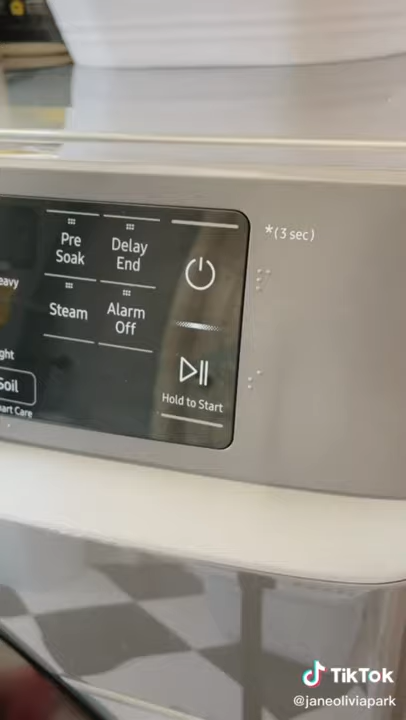 *(3 sec)
Pre
Soak
Delay
End
Steam
Alarm
Off
Hold to Start
Soil
TikTok
@janeoliviapark